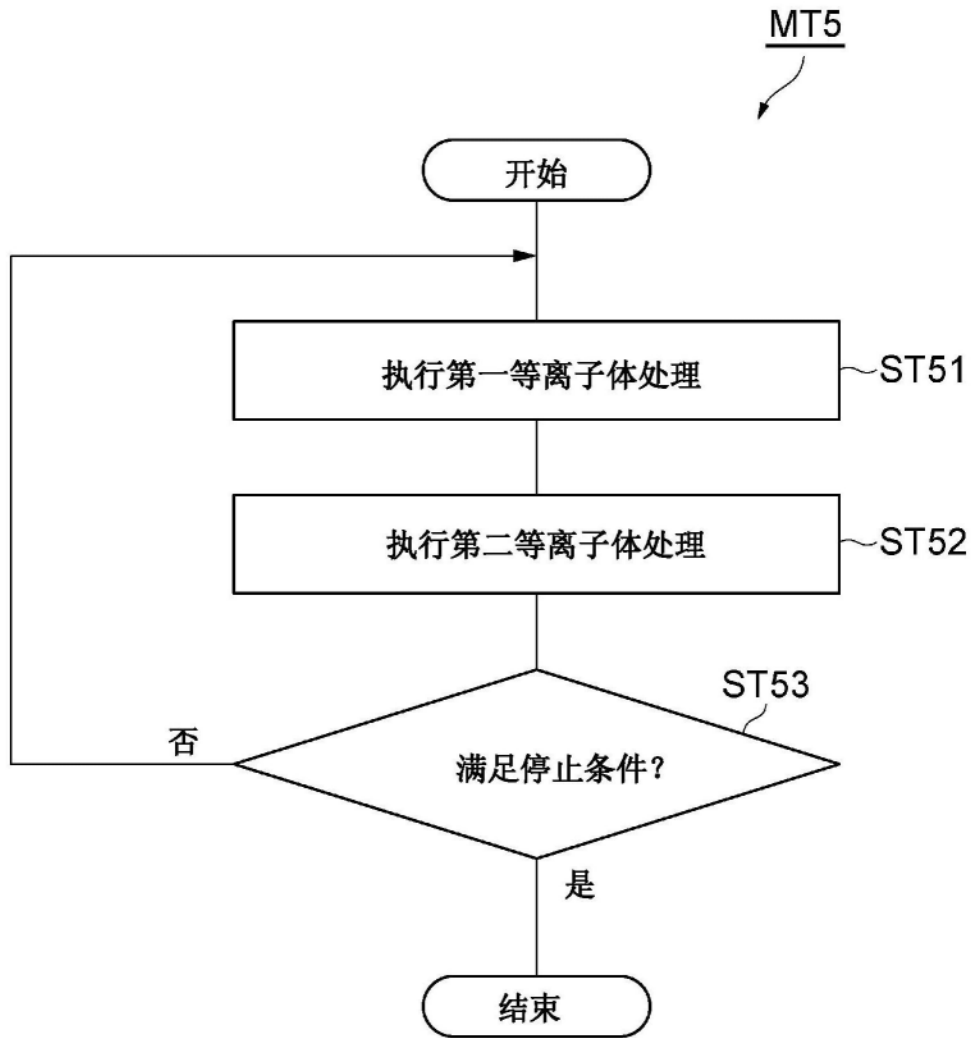 MT5
开始
执行第一等离子体处理
ST51
执行第二等离子体处理
ST52
ST53
否
满足停止条件?
是
结束